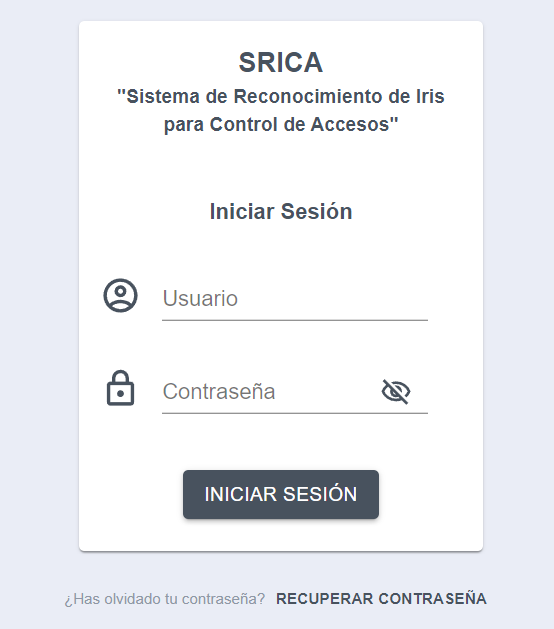 SRICA
"Sistema de Reconocimiento de Iris
para Control de Accesos"
Iniciar Sesión
Usuario
Contraseña
INICIAR SESIÓN
¿Has olvidado tu contraseña? RECUPERAR CONTRASEÑA